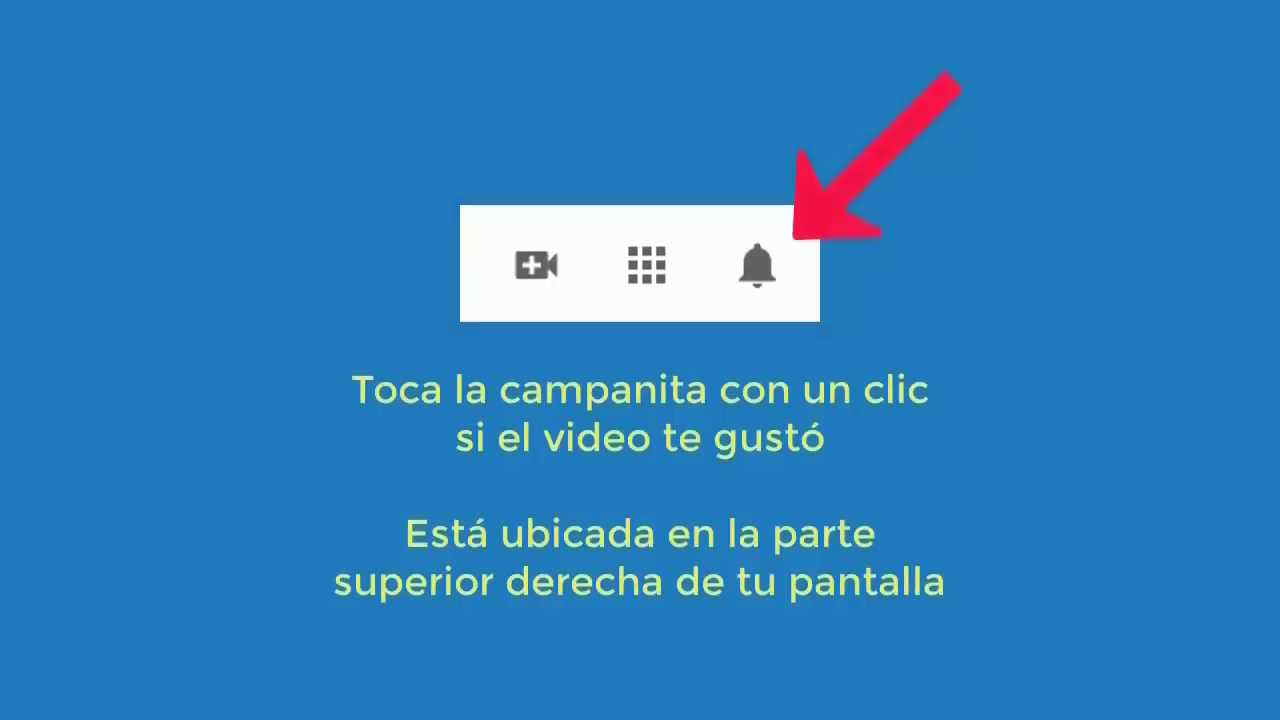 Toca la campanita con un clic
si el video te gustó
Está ubicada en la parte
superior derecha de tu pantalla